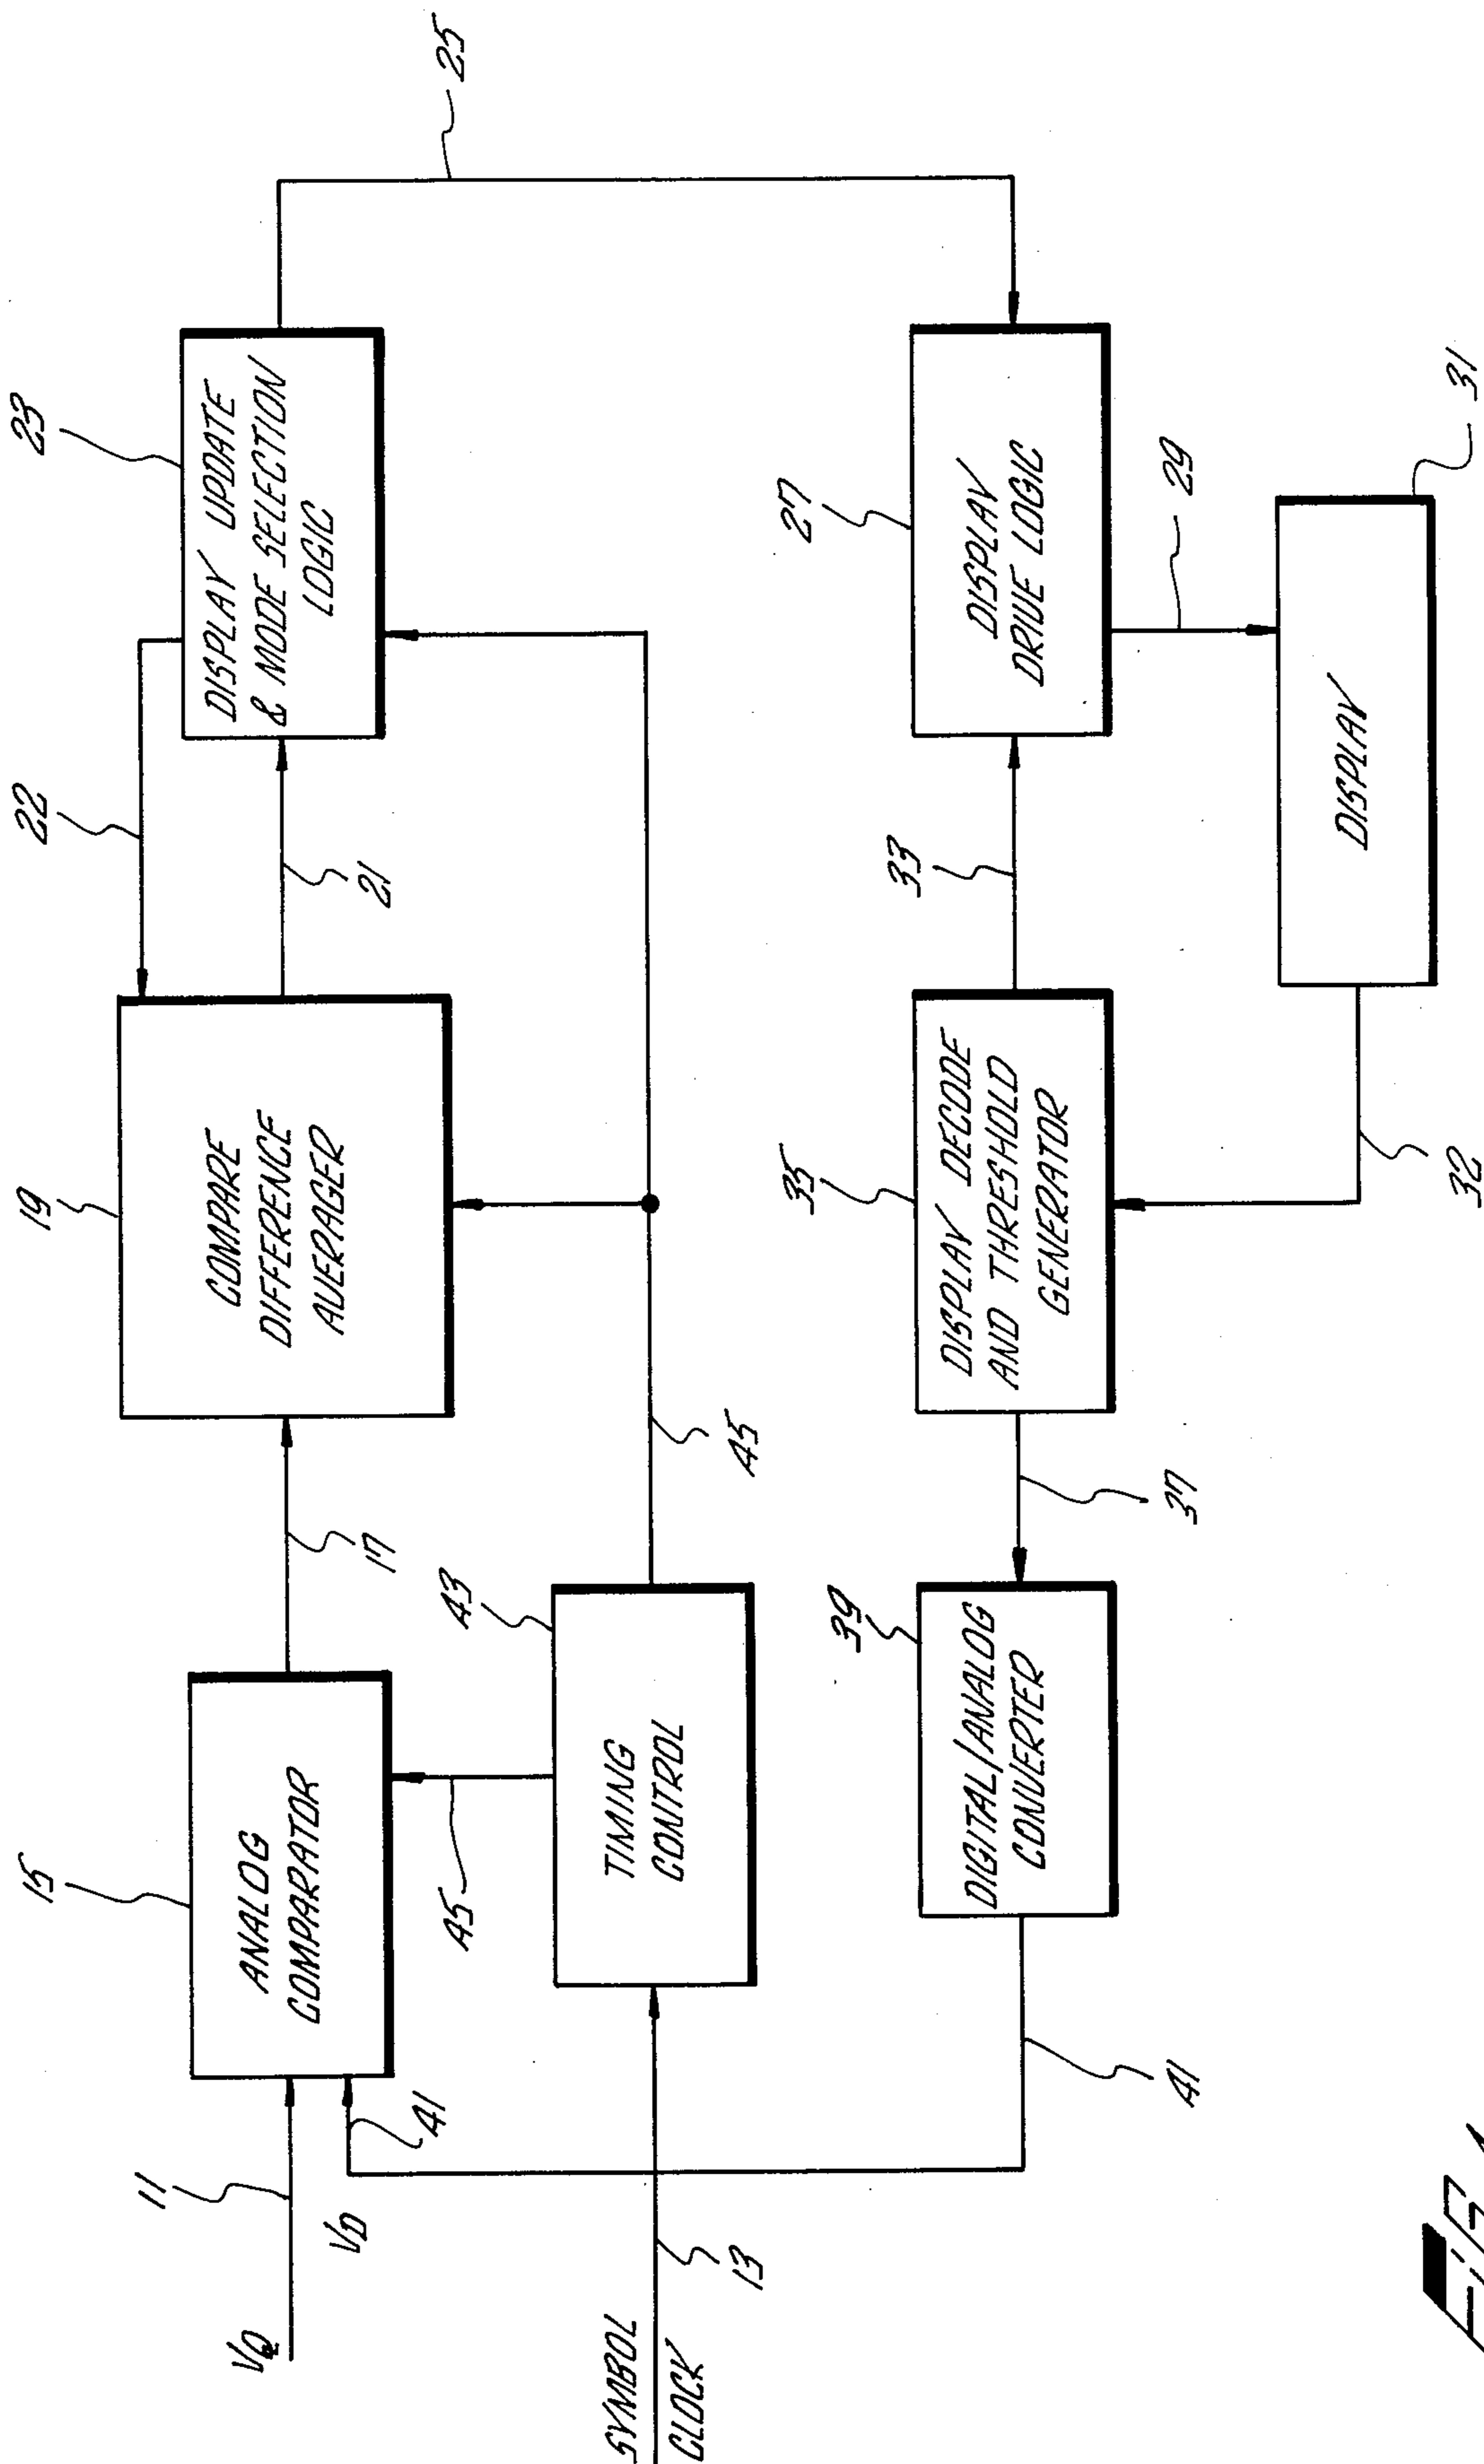 VQ
11
VD
41
15
ANALOG
COMPARATOR
17
19
COMPARE
DIFFERENCE
AVERAGER
22
21
23
DISPLAY UPDATE
& MODE SELECTION
LOGIC
25
SYMBOL
CLOCK
13
43
TIMING
CONTROL
45
45
39
DIGITAL/ANALOG
CONVERTER
41
37
35
DISPLAY DECODE
AND THRESHOLD
GENERATOR
33
27
DISPLAY
DRIVE LOGIC
29
32
DISPLAY
31